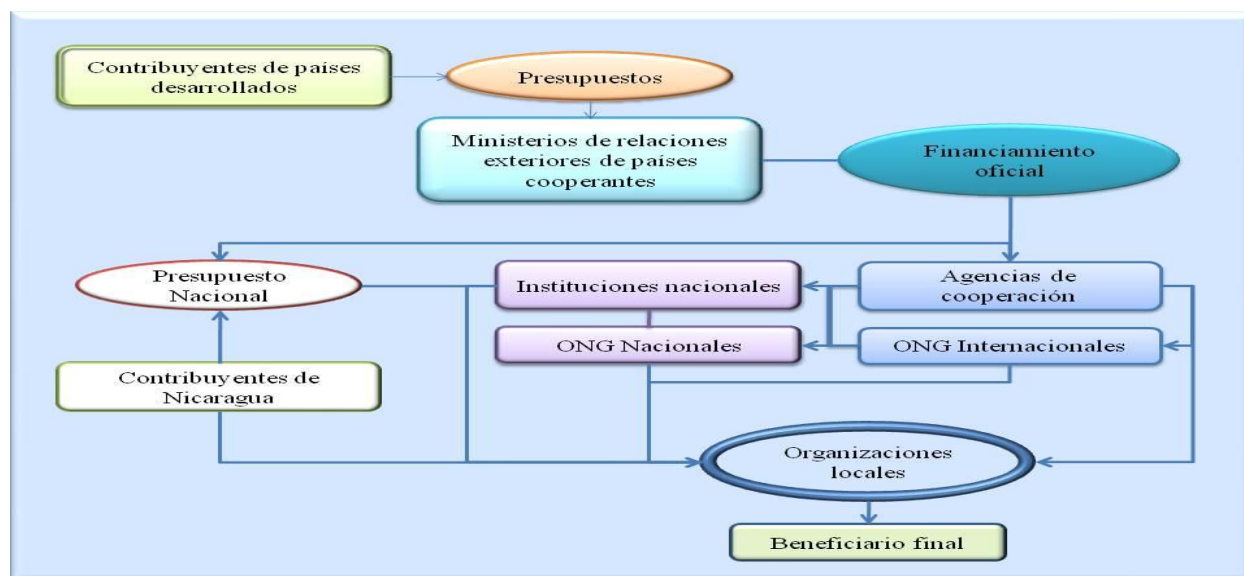 Contribuyentes de países
desarrollados
Presupuestos
Ministerios de relaciones
exteriores de países
cooperantes
Financiamiento
oficial
Presupuesto
Nacional
Instituciones nacionales
Agencias de
cooperación
ONG Nacionales
ONG Internacionales
Contribuyentes de
Nicaragua
Organizaciones
locales
Beneficiario final